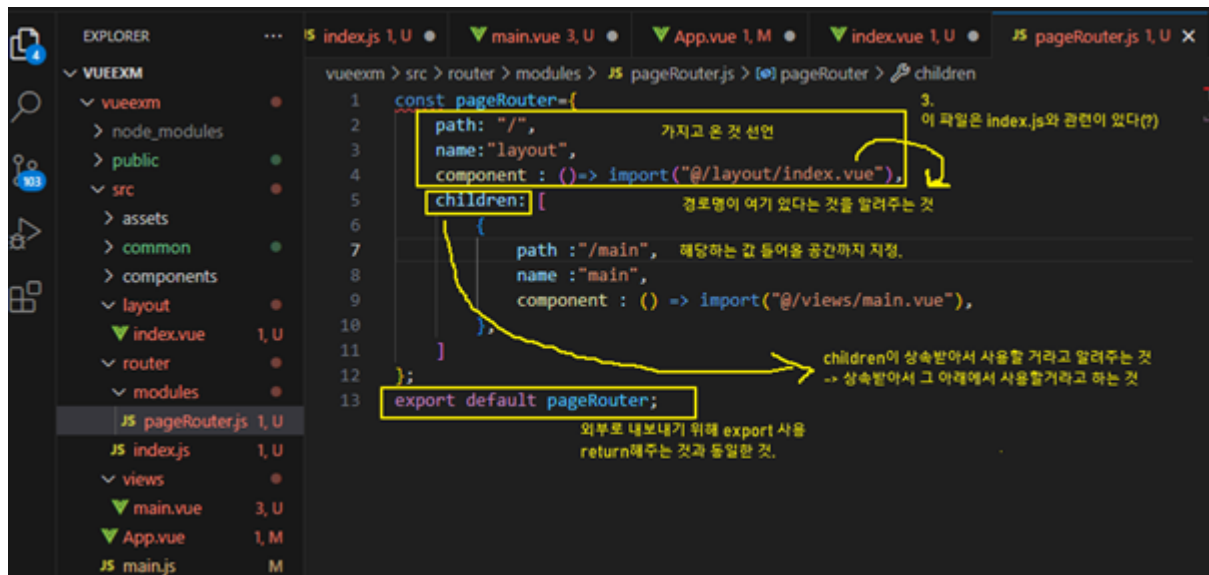 EXPLORER ...
JS index.js 1, U ●
main.vue 3, U ●
App.vue 1, M ●
index.vue 1, U ●
JS pageRouter.js 1, U ×
VUEEXM
vueexm
node_modules
public
src
assets
common
components
layout
index.vue 1, U
router
modules
JS pageRouter.js 1, U
JS index.js 1, U
views
main.vue 3, U
App.vue 1, M
JS main.js M
4
103
vueexm > src > router > modules > JS pageRouter.js > pageRouter > children
1 const pageRouter={
2 path: "/",
3 name:"layout",
4 component : ()=> import("@/layout/index.vue"),
5 children: [
6 {
7 path :"/main",
8 name :"main",
9 component : () => import("@/views/main.vue"),
10 },
11 ]
12 };
13 export default pageRouter;
가지고 온 것 선언
3.
이 파일은 index.js와 관련이 있다(?)
경로명이 여기 있다는 것을 알려주는 것
해당하는 값 들어올 공간까지 지정.
children이 상속받아서 사용할 거라고 알려주는 것
-> 상속받아서 그 아래에서 사용할거라고 하는 것
외부로 내보내기 위해 export 사용
return해주는 것과 동일한 것.